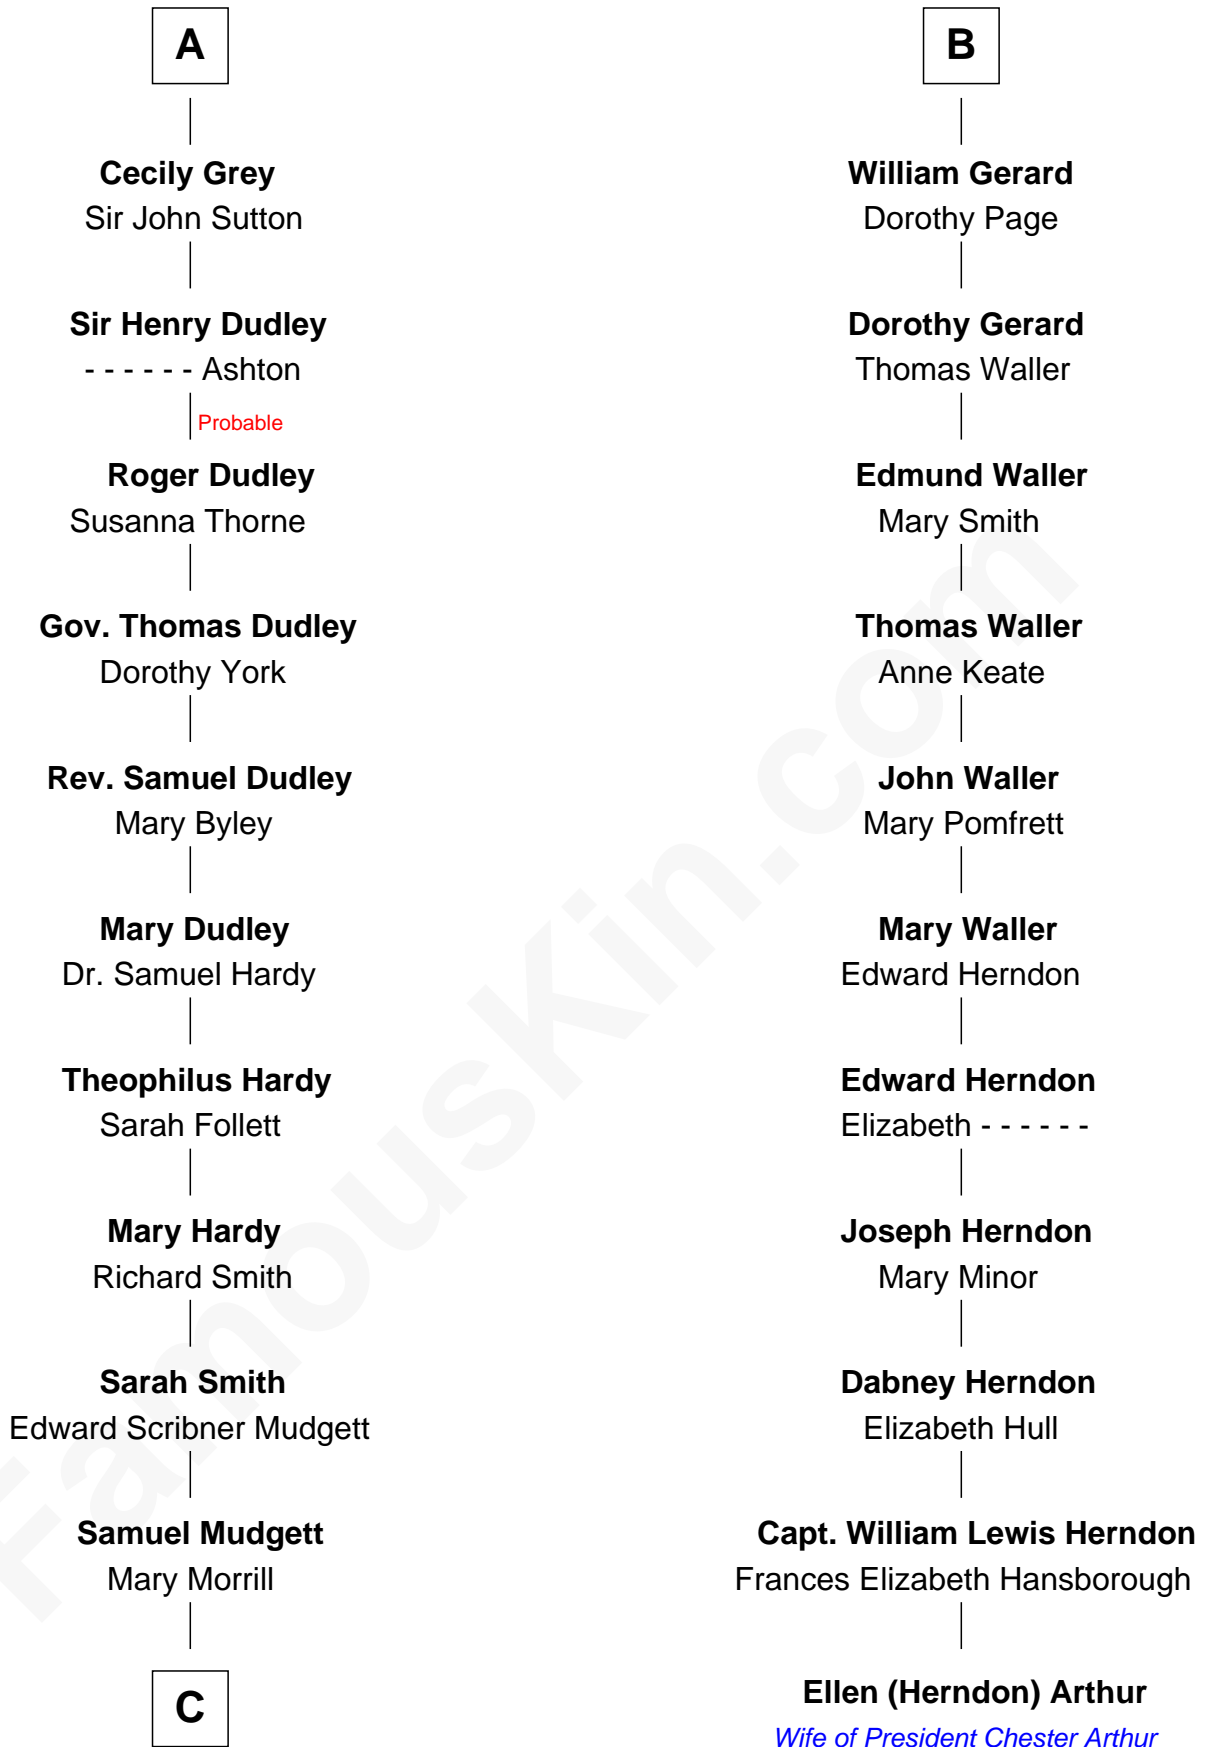 A
Cecily Grey
Sir John Sutton
Sir Henry Dudley
- - - - - - Ashton
Probable
Roger Dudley
Susanna Thorne
Gov. Thomas Dudley
Dorothy York
Rev. Samuel Dudley
Mary Byley
Mary Dudley
Dr. Samuel Hardy
Theophilus Hardy
Sarah Follett
Mary Hardy
Richard Smith
Sarah Smith
Edward Scribner Mudgett
Samuel Mudgett
Mary Morrill
C
B
William Gerard
Dorothy Page
Dorothy Gerard
Thomas Waller
Edmund Waller
Mary Smith
Thomas Waller
Anne Keate
John Waller
Mary Pomfrett
Mary Waller
Edward Herndon
Edward Herndon
Elizabeth - - - - - -
Joseph Herndon
Mary Minor
Dabney Herndon
Elizabeth Hull
Capt. William Lewis Herndon
Frances Elizabeth Hansborough
Ellen (Herndon) Arthur
Wife of President Chester Arthur
FamousKin.com